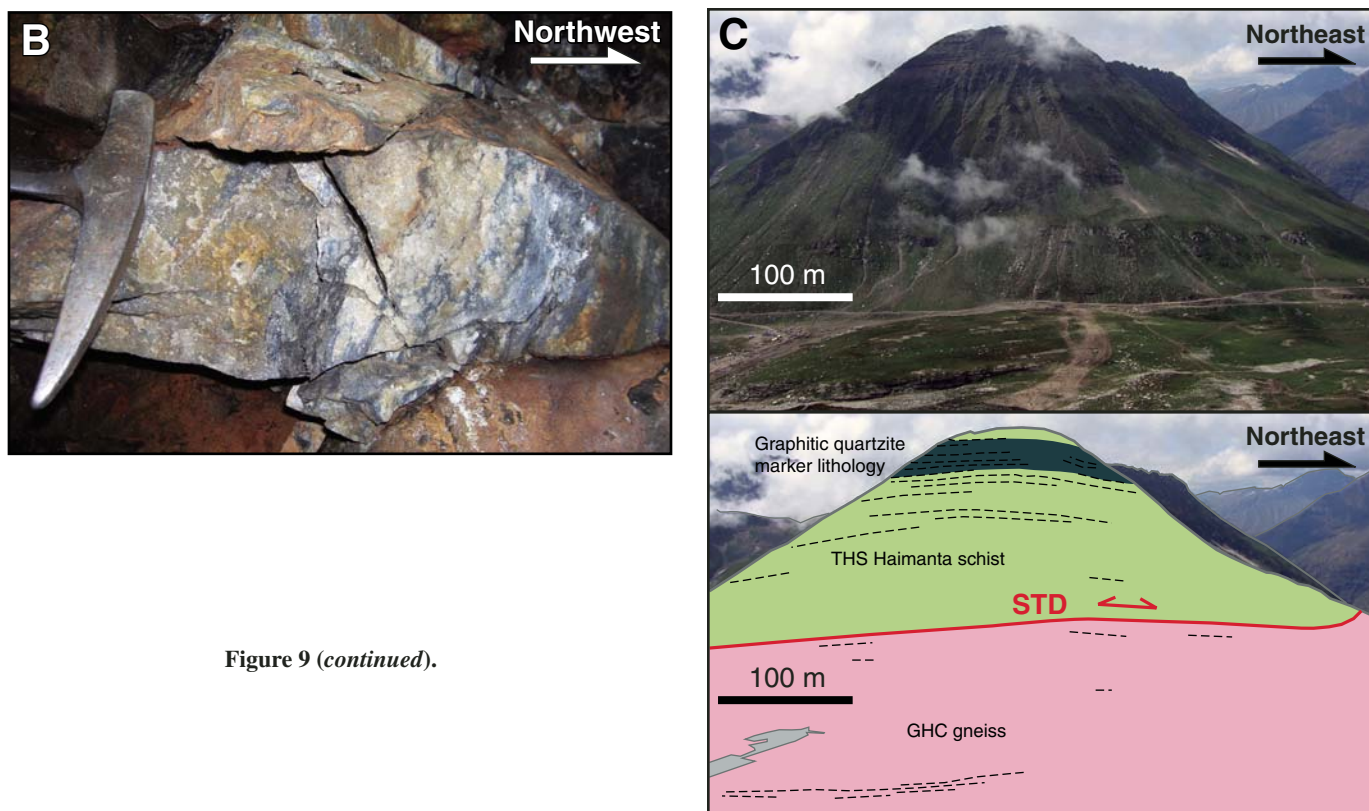 B
Northwest
Figure 9 (continued).
C
Northeast
100 m
Graphitic quartzite
marker lithology
Northeast
THS Haimanta schist
STD
100 m
GHC gneiss